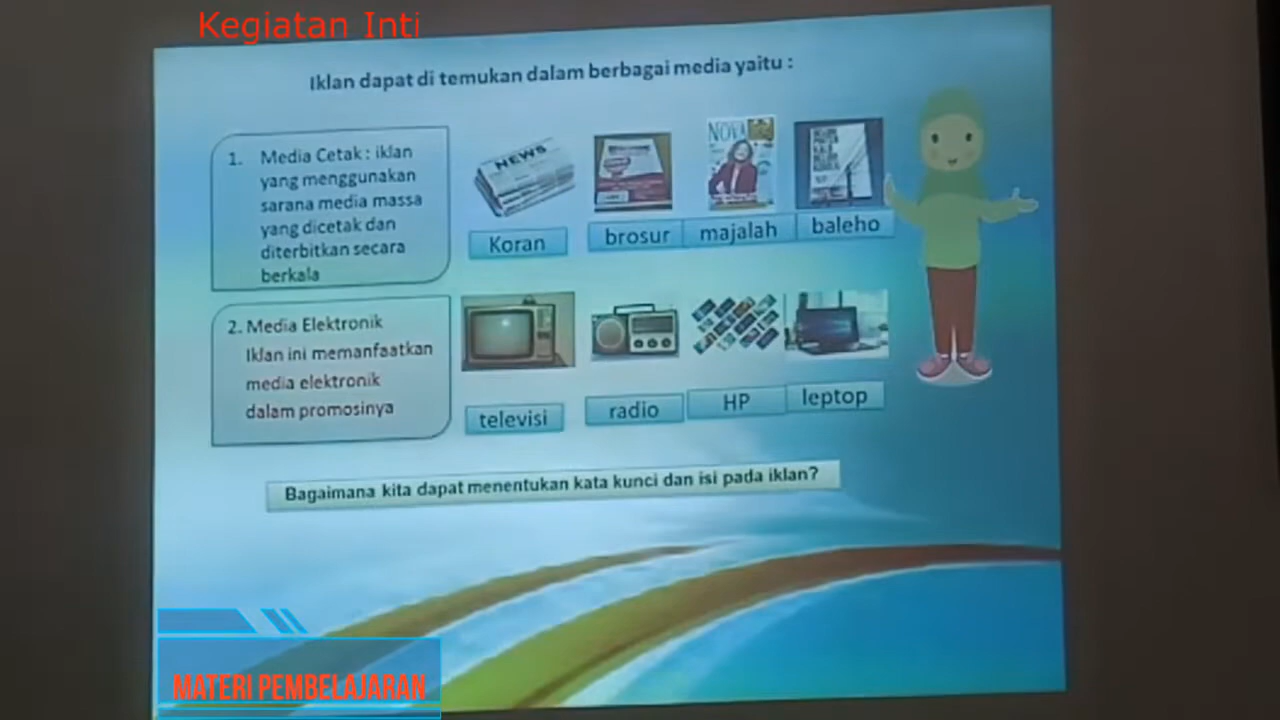 Kegiatan Inti
Iklan dapat di temukan dalam berbagai media yaitu :
1. Media Cetak : iklan
yang menggunakan
sarana media massa
yang dicetak dan
diterbitkan secara
berkala
NEWS
NOVA
Koran
brosur
majalah
baleho
2. Media Elektronik
Iklan ini memanfaatkan
media elektronik
dalam promosinya
televisi
radio
HP
leptop
Bagaimana kita dapat menentukan kata kunci dan isi pada iklan?
MATERI PEMBELAJARAN